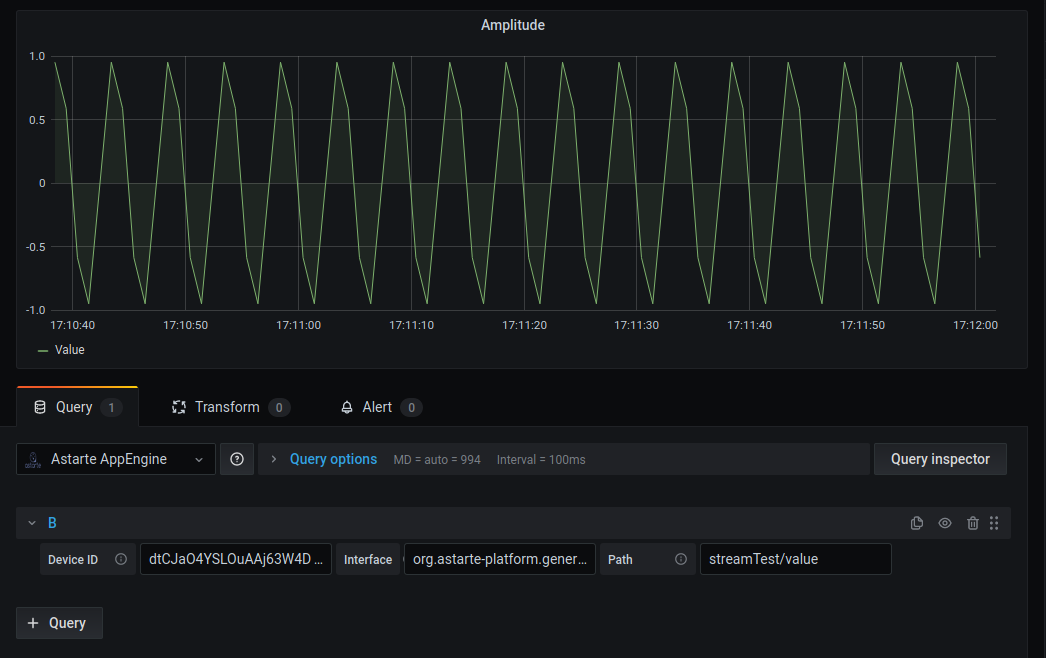 Amplitude
1.0
0.5
0
-0.5
-1.0
17:10:40 17:10:50 17:11:00 17:11:10 17:11:20 17:11:30 17:11:40 17:11:50 17:12:00
Value
Query 1 Transform 0 Alert 0
astarte Astarte AppEngine Query options MD = auto = 994 Interval = 100ms Query inspector
B
Device ID dtCJaO4YSLOuAAj63W4D ... Interface org.astarte-platform.gener... Path streamTest/value
+ Query